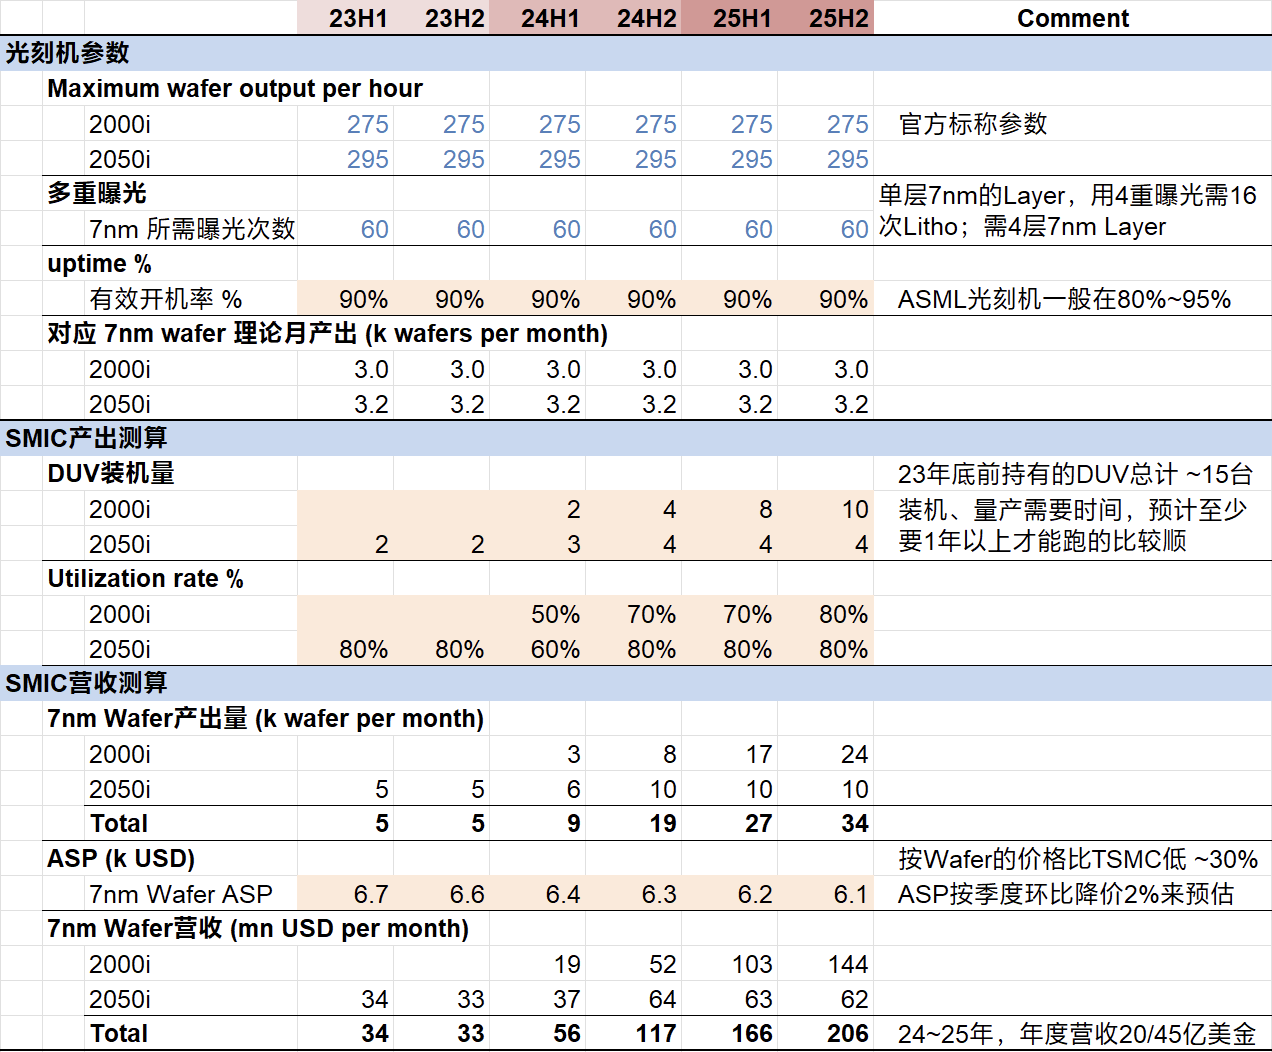 23H1 23H2 24H1 24H2 25H1 25H2 Comment
光刻机参数
Maximum wafer output per hour
2000i 275 275 275 275 275 275 官方标称参数
2050i 295 295 295 295 295 295
多重曝光 单层7nm的Layer，用4重曝光需16
7nm 所需曝光次数 60 60 60 60 60 60 次Litho；需4层7nm Layer
uptime %
有效开机率 % 90% 90% 90% 90% 90% 90% ASML光刻机一般在80%~95%
对应 7nm wafer 理论月产出 (k wafers per month)
2000i 3.0 3.0 3.0 3.0 3.0 3.0
2050i 3.2 3.2 3.2 3.2 3.2 3.2
SMIC产出测算
DUV装机量 23年底前持有的DUV总计 ~15台
2000i 2 4 8 10 装机、量产需要时间，预计至少
2050i 2 2 3 4 4 4 要1年以上才能跑的比较顺
Utilization rate %
2000i 50% 70% 70% 80%
2050i 80% 80% 60% 80% 80% 80%
SMIC营收测算
7nm Wafer产出量 (k wafer per month)
2000i 3 8 17 24
2050i 5 5 6 10 10 10
Total 5 5 9 19 27 34
ASP (k USD) 按Wafer的价格比TSMC低 ~30%
7nm Wafer ASP 6.7 6.6 6.4 6.3 6.2 6.1 ASP按季度环比降价2%来预估
7nm Wafer营收 (mn USD per month)
2000i 19 52 103 144
2050i 34 33 37 64 63 62
Total 34 33 56 117 166 206 24~25年，年度营收20/45亿美金